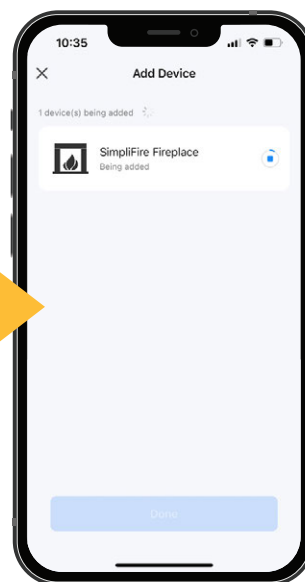 10:35
Add Device
1 device(s) being added
SimpliFire Fireplace
Being added
Done